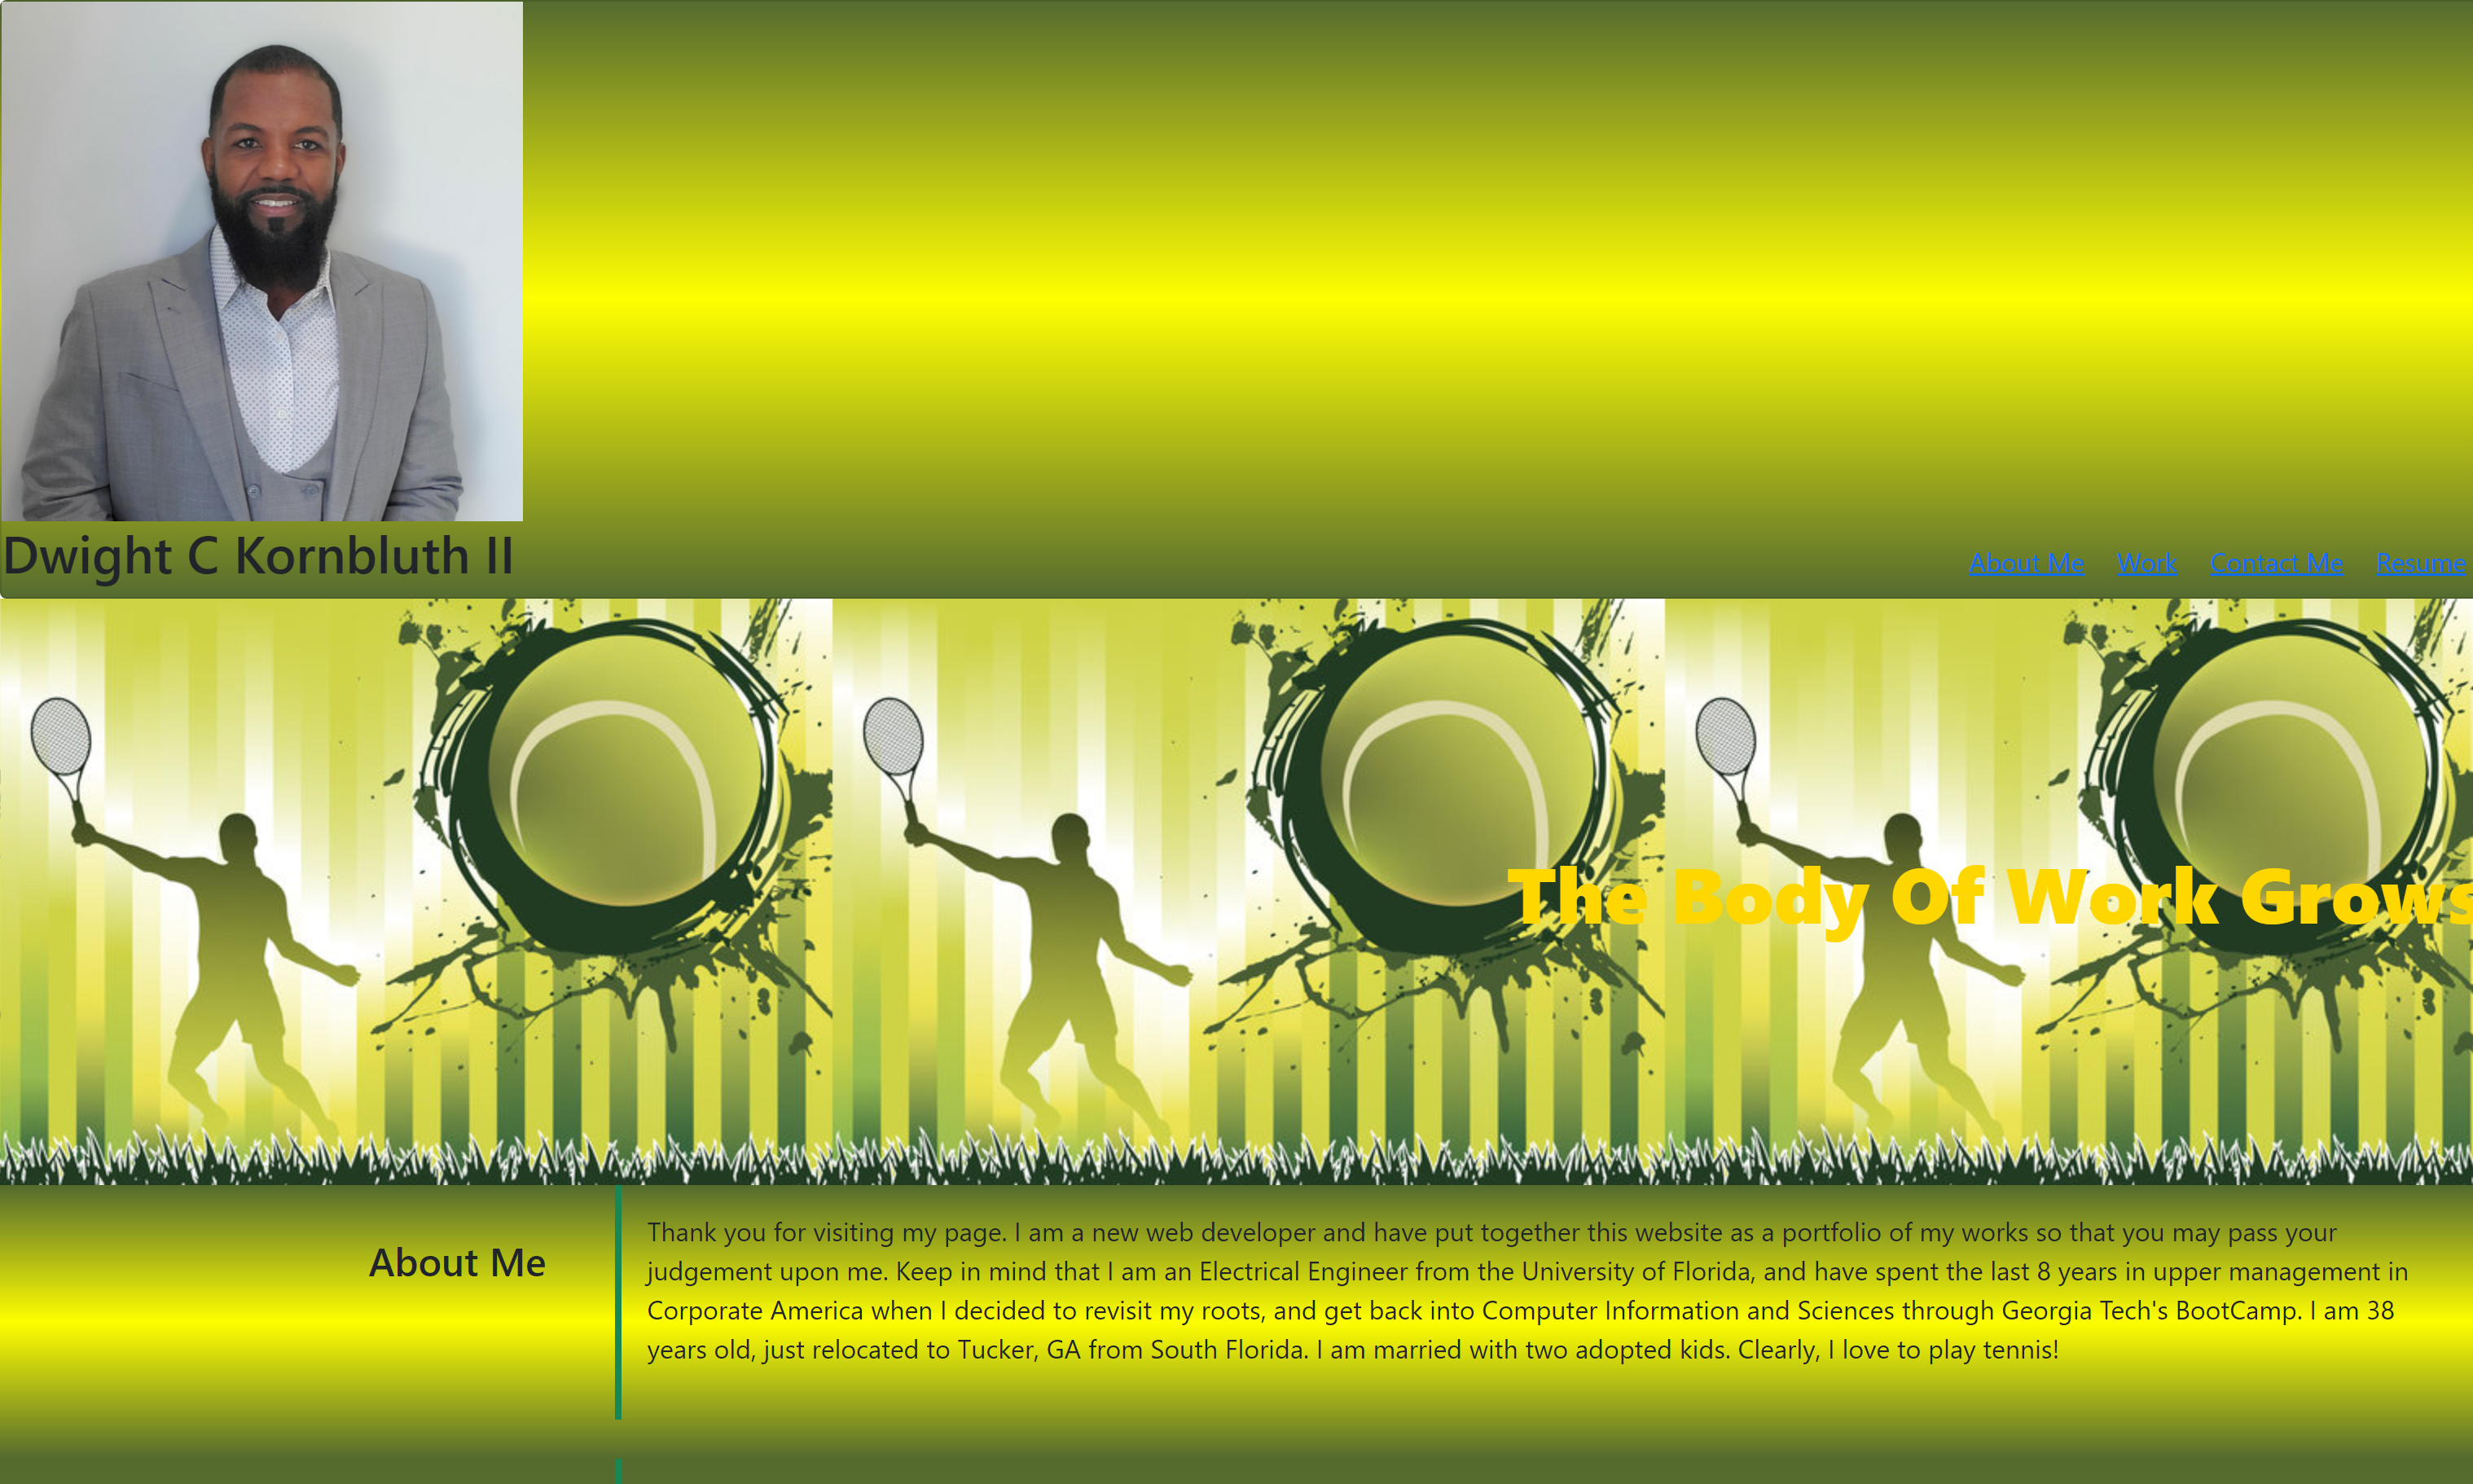 Dwight C Kornbluth II
About Me Work Contact Me Resume
The Body Of Work Grows
About Me
Thank you for visiting my page. I am a new web developer and have put together this website as a portfolio of my works so that you may pass your
judgement upon me. Keep in mind that I am an Electrical Engineer from the University of Florida, and have spent the last 8 years in upper management in
Corporate America when I decided to revisit my roots, and get back into Computer Information and Sciences through Georgia Tech's BootCamp. I am 38
years old, just relocated to Tucker, GA from South Florida. I am married with two adopted kids. Clearly, I love to play tennis!